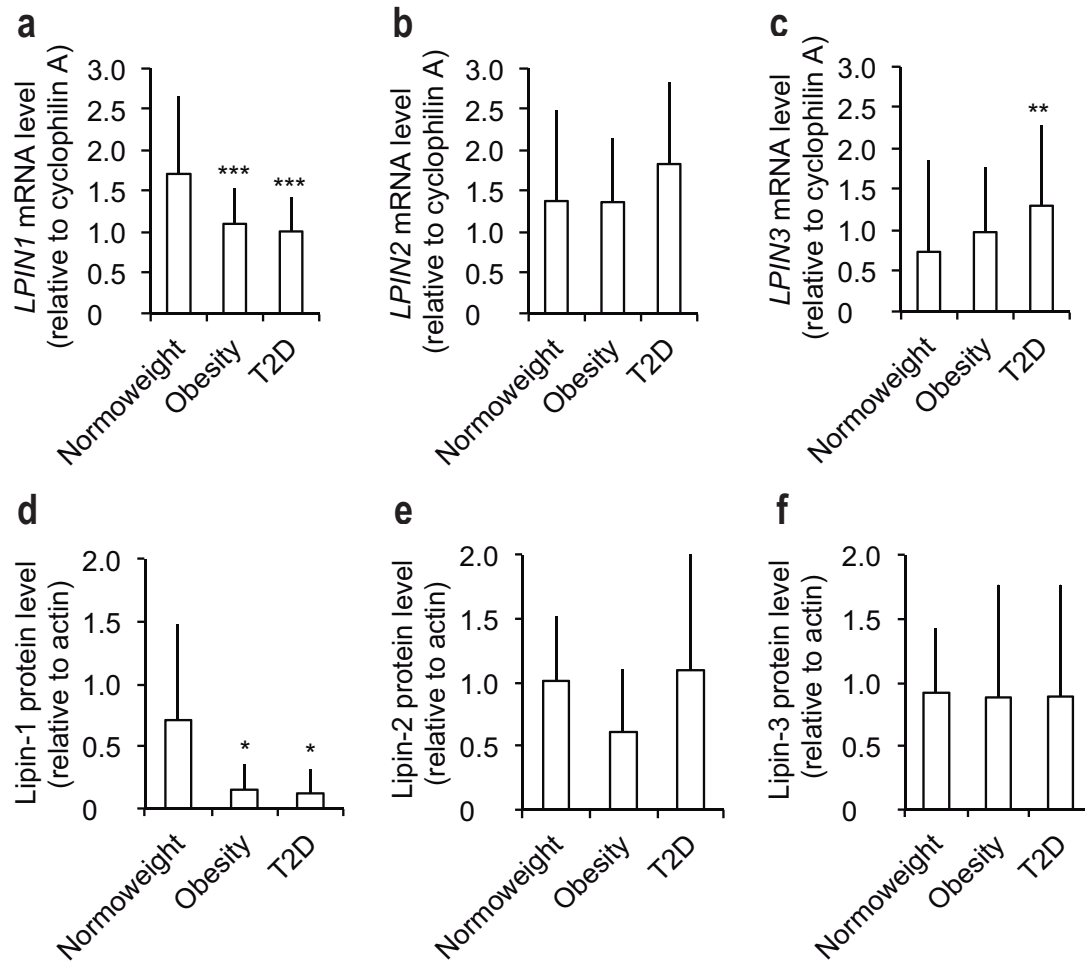 a
LPIN1 mRNA level
(relative to cyclophilin A)
3.0
2.5
2.0
1.5
1.0
0.5
0
***
***
Normoweight
Obesity
T2D
b
LPIN2 mRNA level
(relative to cyclophilin A)
3.0
2.5
2.0
1.5
1.0
0.5
0
Normoweight
Obesity
T2D
c
LPIN3 mRNA level
(relative to cyclophilin A)
3.0
2.5
2.0
1.5
1.0
0.5
0
**
Normoweight
Obesity
T2D
d
Lipin-1 protein level
(relative to actin)
2.0
1.5
1.0
0.5
0
*
*
Normoweight
Obesity
T2D
e
Lipin-2 protein level
(relative to actin)
2.0
1.5
1.0
0.5
0
Normoweight
Obesity
T2D
f
Lipin-3 protein level
(relative to actin)
2.0
1.5
1.0
0.5
0
Normoweight
Obesity
T2D